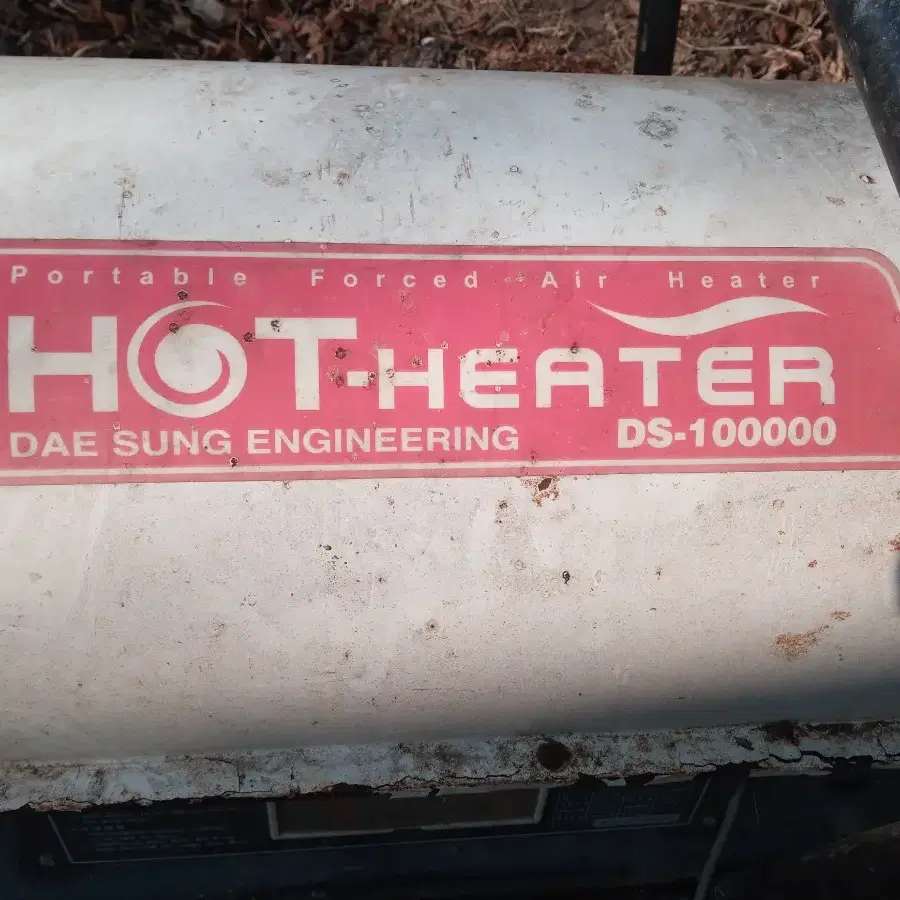 Portable Forced Air Heater
HOT-HEATER
DAE SUNG ENGINEERING DS-100000